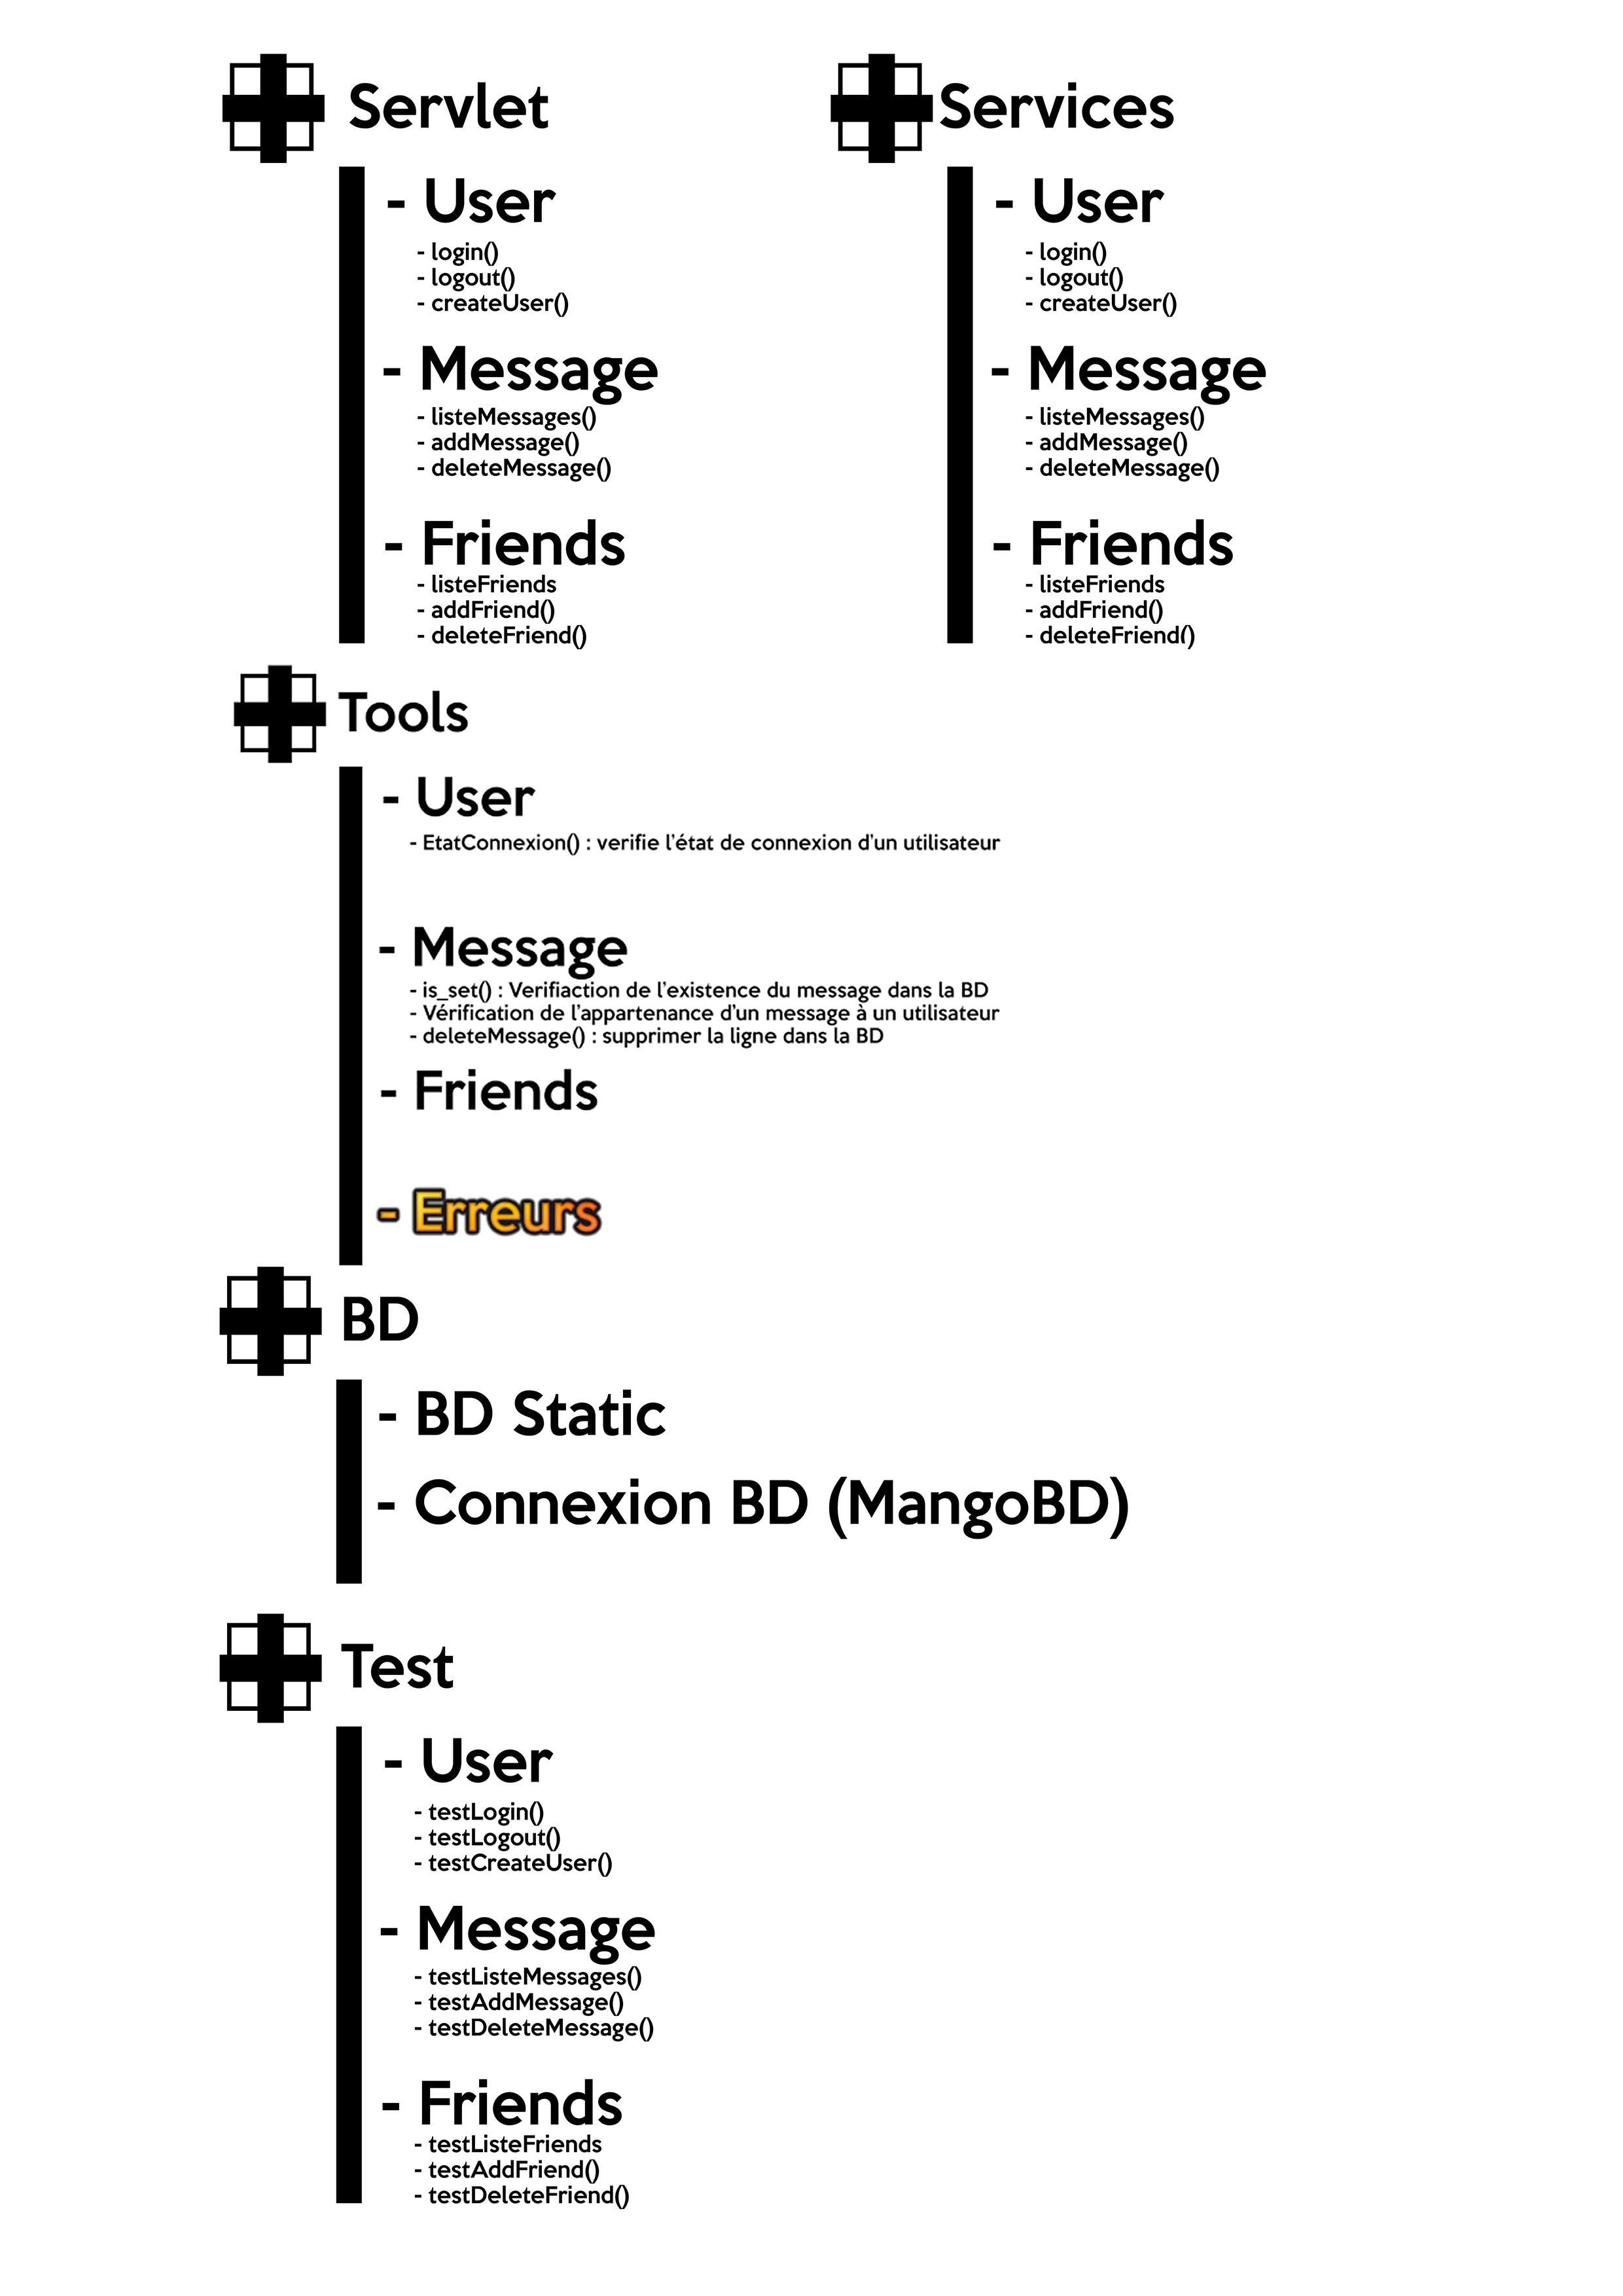 Servlet
- User
- login()
- logout()
- createUser()
- Message
- listeMessages()
- addMessage()
- deleteMessage()
- Friends
- listeFriends
- addFriend()
- deleteFriend()
Services
- User
- login()
- logout()
- createUser()
- Message
- listeMessages()
- addMessage()
- deleteMessage()
- Friends
- listeFriends
- addFriend()
- deleteFriend()
Tools
- User
- EtatConnexion() : verifie l'état de connexion d'un utilisateur
- Message
- is_set() : Verifiaction de l'existence du message dans la BD
- Vérification de l'appartenance d'un message à un utilisateur
- deleteMessage() : supprimer la ligne dans la BD
- Friends
- Erreurs
BD
- BD Static
- Connexion BD (MangoBD)
Test
- User
- testLogin()
- testLogout()
- testCreateUser()
- Message
- testListeMessages()
- testAddMessage()
- testDeleteMessage()
- Friends
- testListeFriends
- testAddFriend()
- testDeleteFriend()